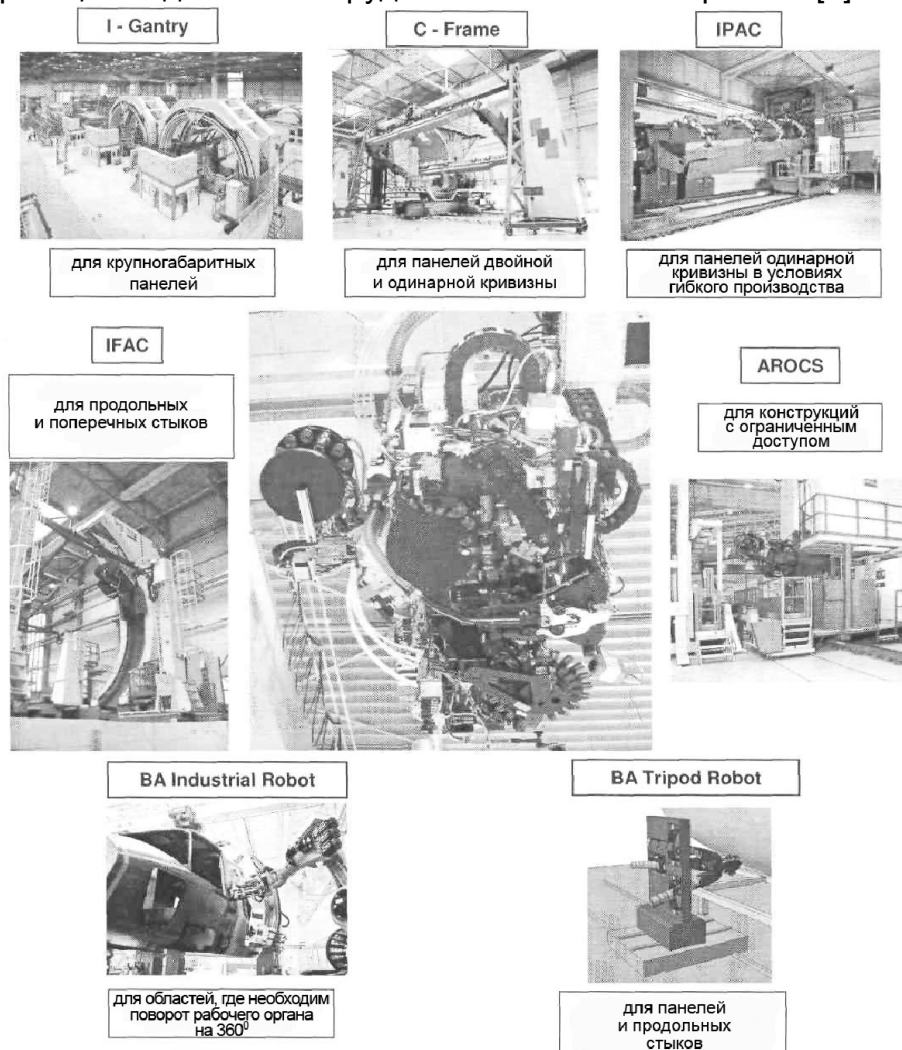 I - Gantry
C - Frame
IPAC
для крупногабаритных
панелей
для панелей двойной
и одинарной кривизны
для панелей одинарной
кривизны в условиях
гибкого производства
IFAC
для продольных
и поперечных стыков
AROCS
для конструкций
с ограниченным
доступом
BA Industrial Robot
для областей, где необходим
поворот рабочего органа
на 360⁰
BA Tripod Robot
для панелей
и продольных
стыков